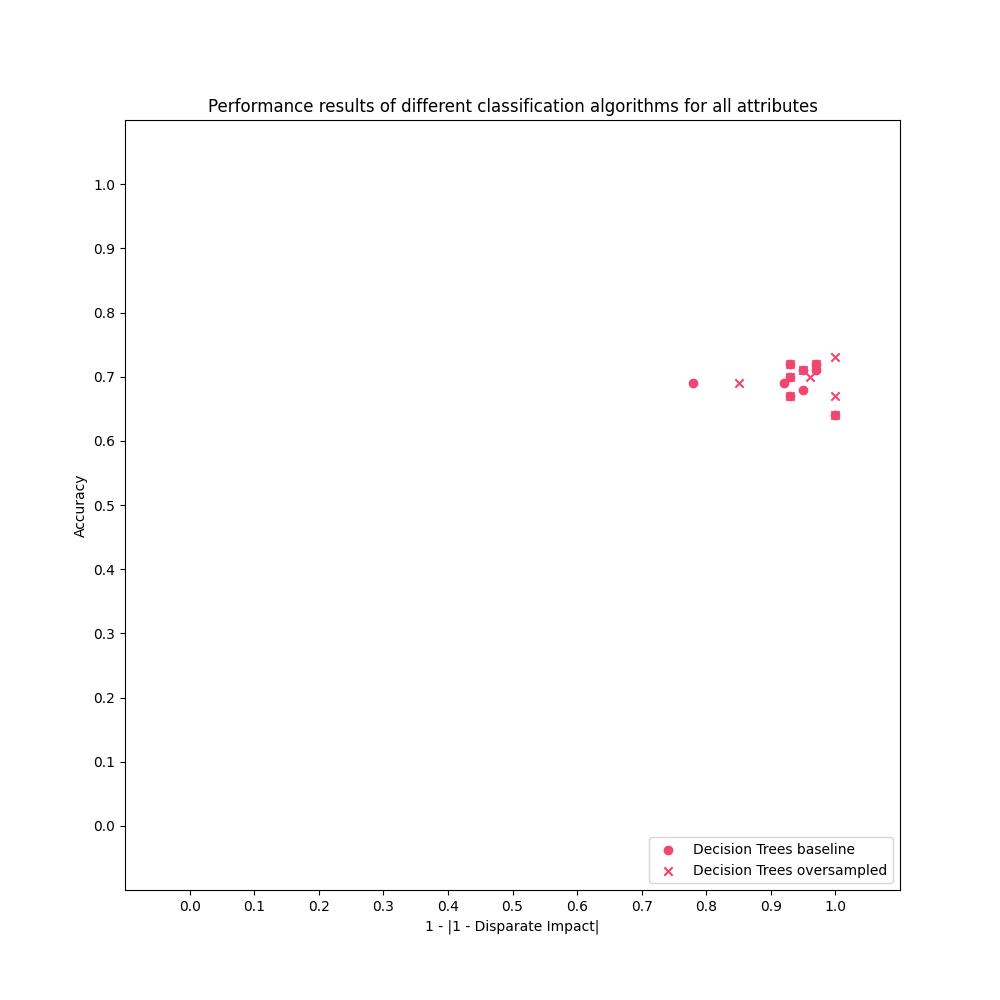 Performance results of different classification algorithms for all attributes
1.0
0.9
0.8
0.7
0.6
0.5
0.4
0.3
0.2
0.1
0.0
Accuracy
Decision Trees baseline
Decision Trees oversampled
0.0 0.1 0.2 0.3 0.4 0.5 0.6 0.7 0.8 0.9 1.0
1 - |1 - Disparate Impact|